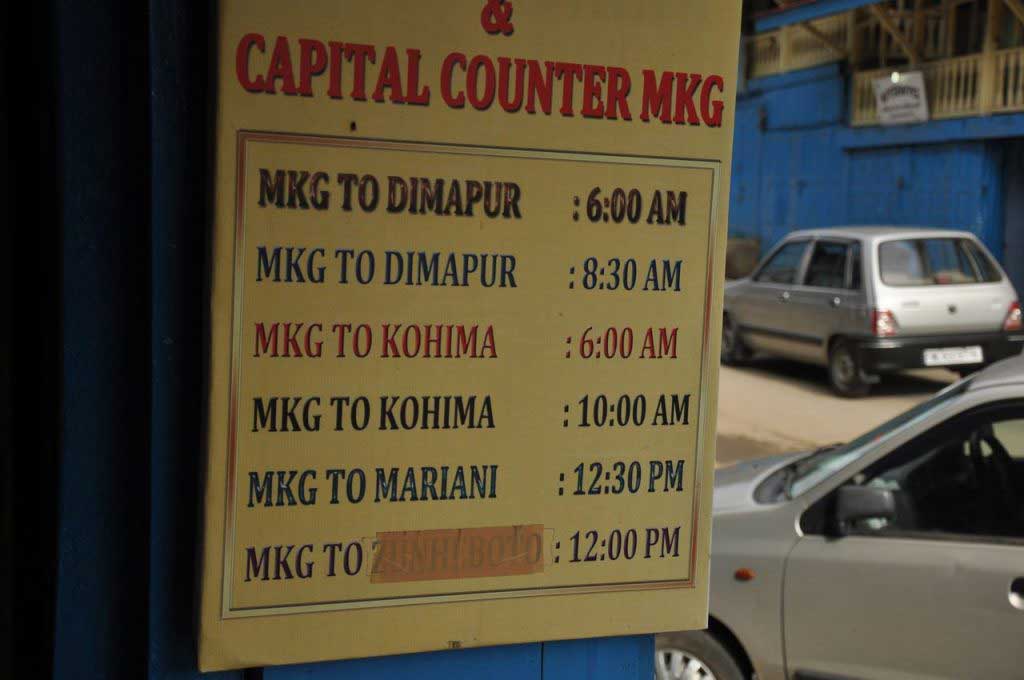 &
CAPITAL COUNTER MKG
MKG TO DIMAPUR : 6:00 AM
MKG TO DIMAPUR : 8:30 AM
MKG TO KOHIMA : 6:00 AM
MKG TO KOHIMA : 10:00 AM
MKG TO MARIANI : 12:30 PM
MKG TO ZUNHEBOTO : 12:00 PM